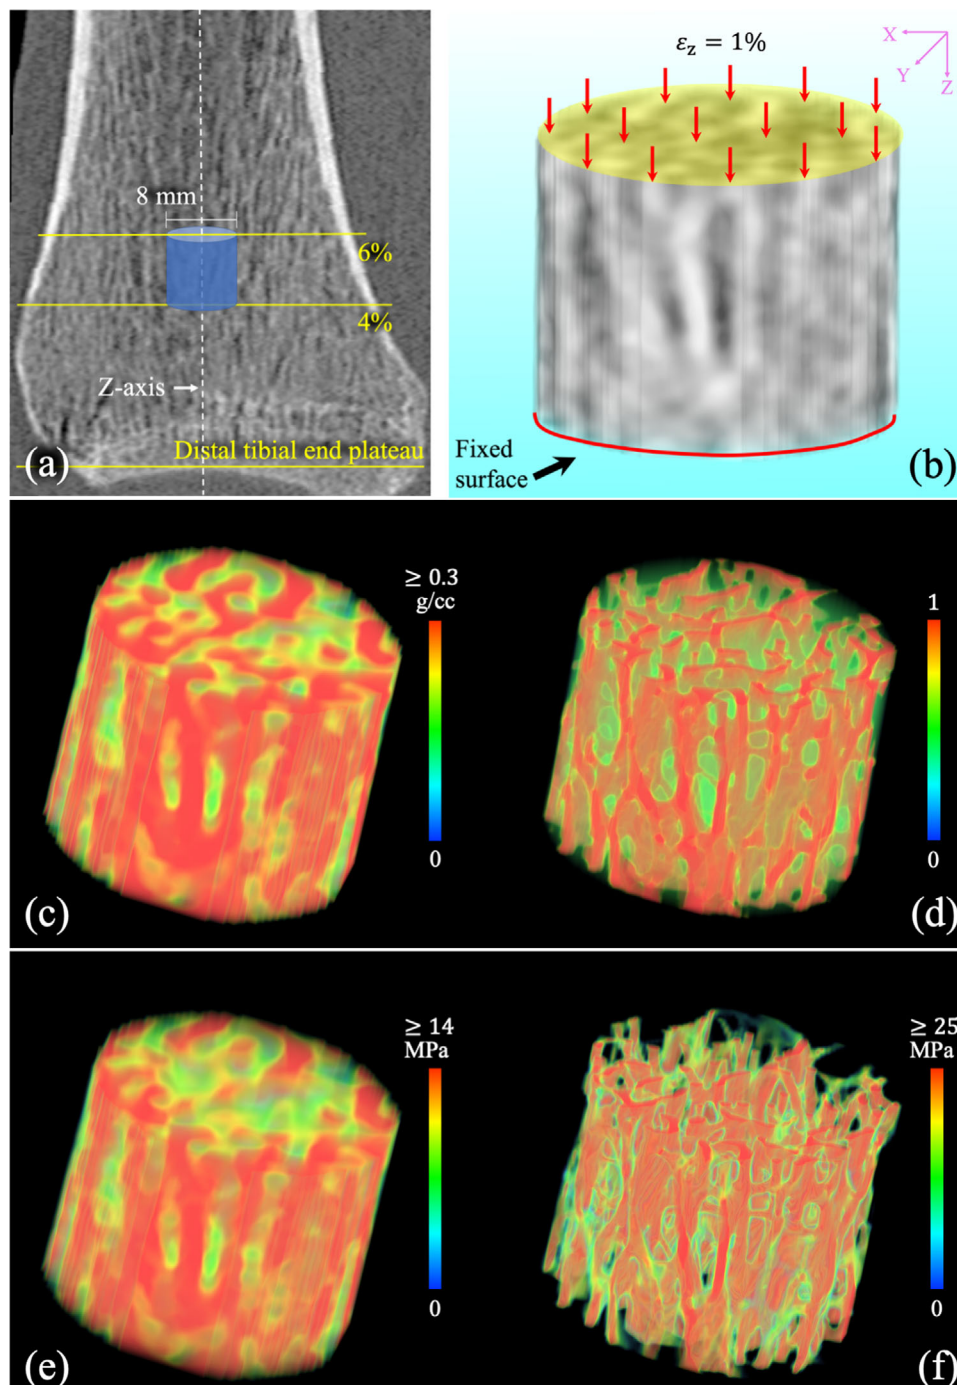 8 mm
6%
4%
Z-axis
Distal tibial end plateau
(a)
εz = 1%
X
Y
Z
Fixed
surface
(b)
≥ 0.3
g/cc
0
(c)
1
0
(d)
≥ 14
MPa
0
(e)
≥ 25
MPa
0
(f)